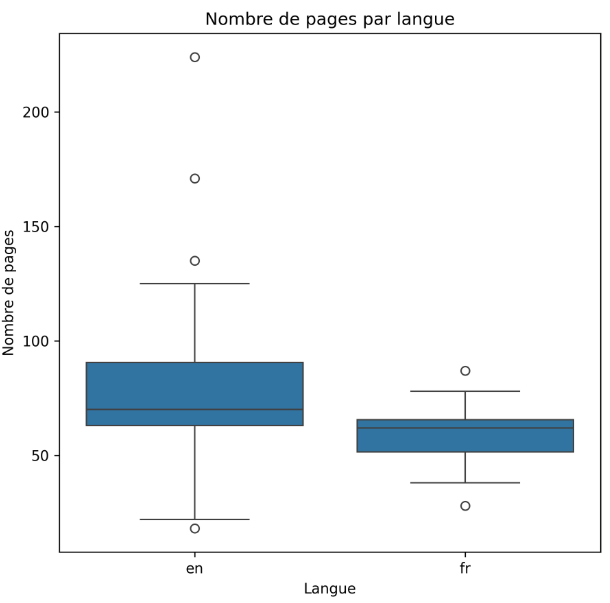 Nombre de pages par langue
Nombre de pages
200
150
100
50
en
fr
Langue